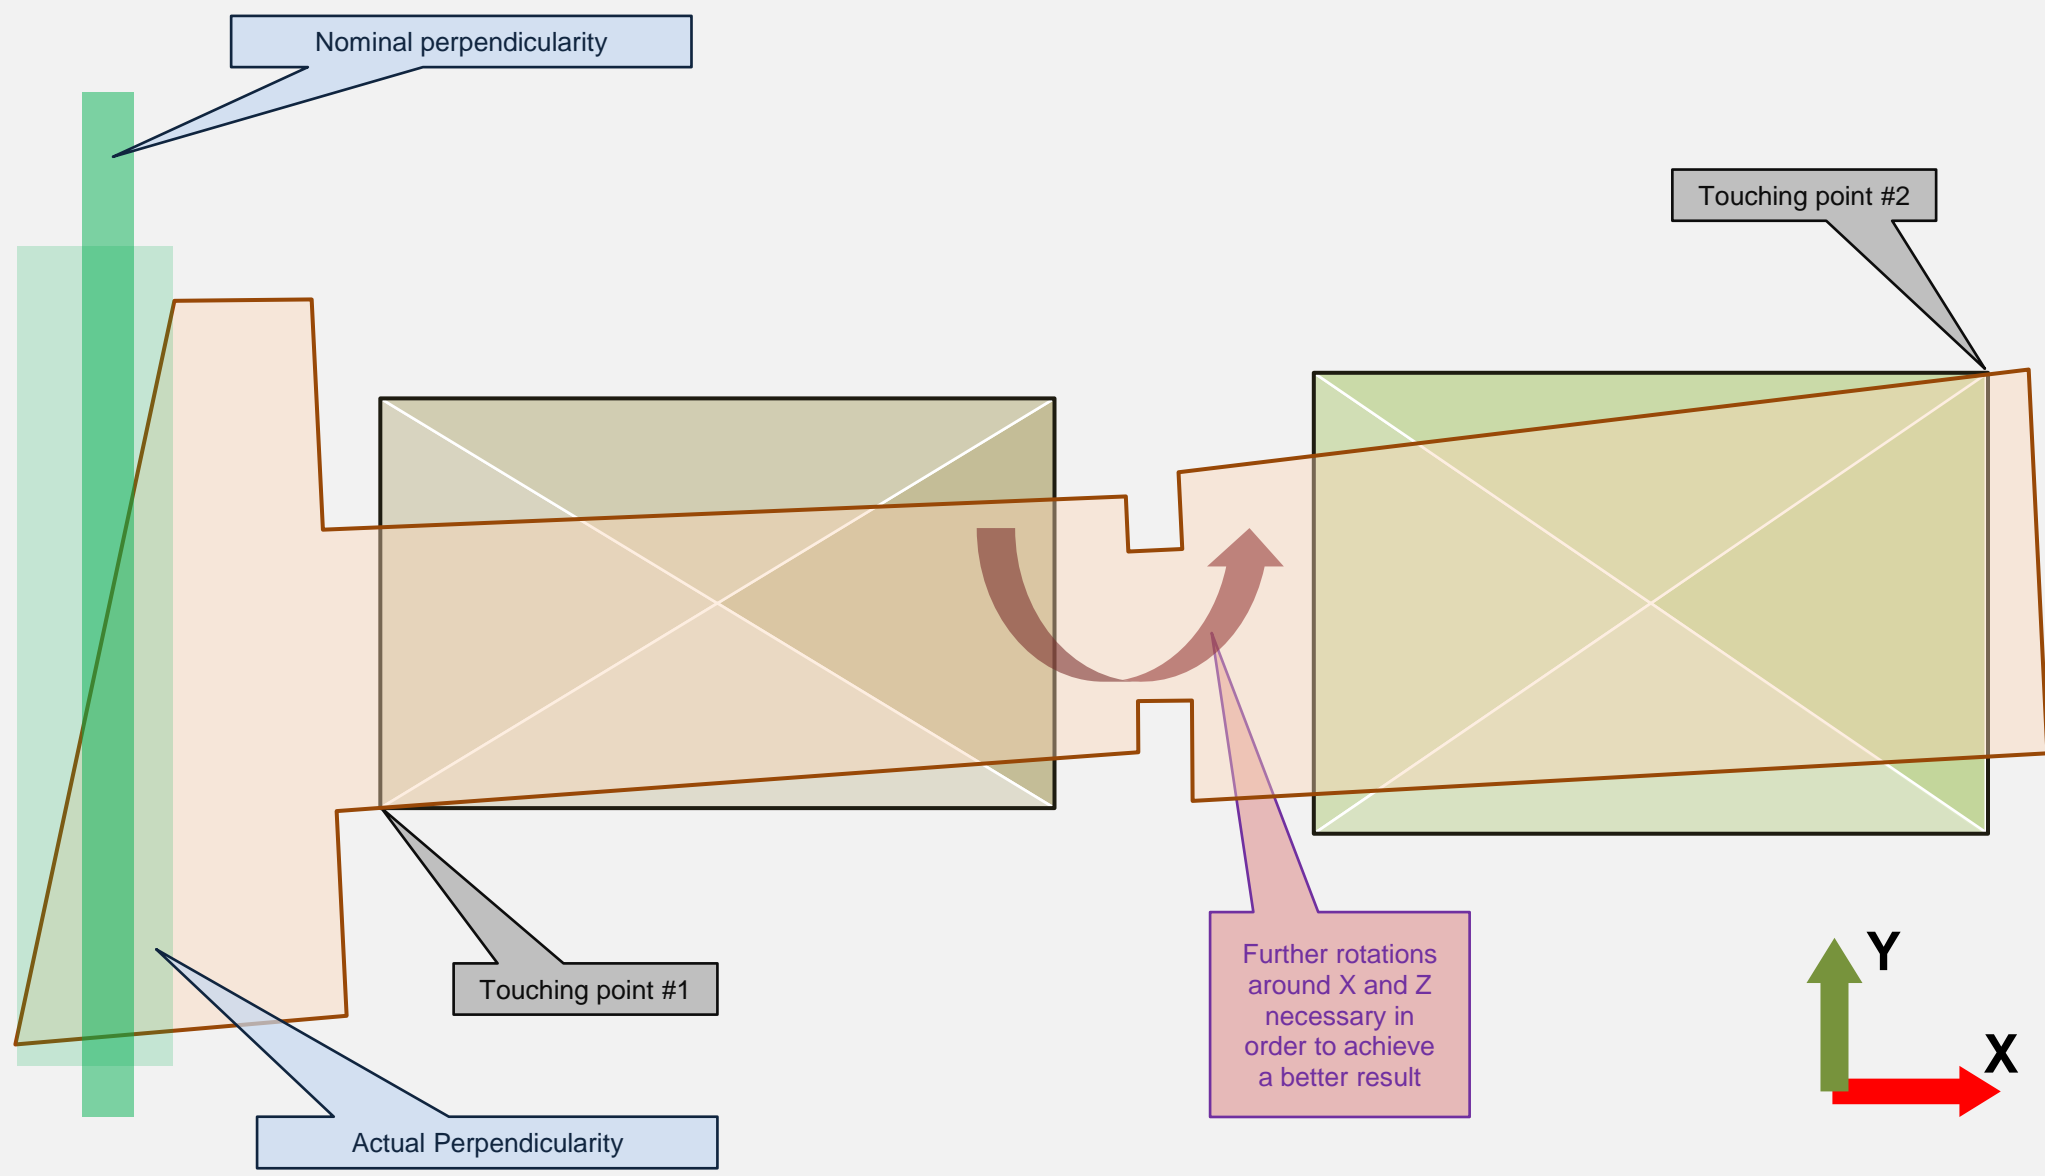 Nominal perpendicularity
Touching point #2
Touching point #1
Further rotations
around X and Z
necessary in
order to achieve
a better result
Y
X
Actual Perpendicularity